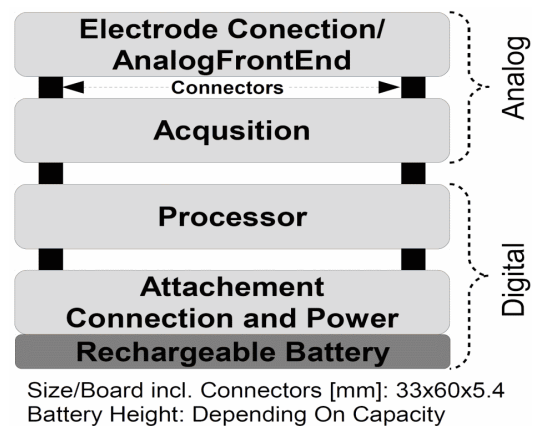 Electrode Conection/
AnalogFrontEnd
Connectors
Acqusition
Analog
Processor
Attachement
Connection and Power
Digital
Rechargeable Battery
Size/Board incl. Connectors [mm]: 33x60x5.4
Battery Height: Depending On Capacity